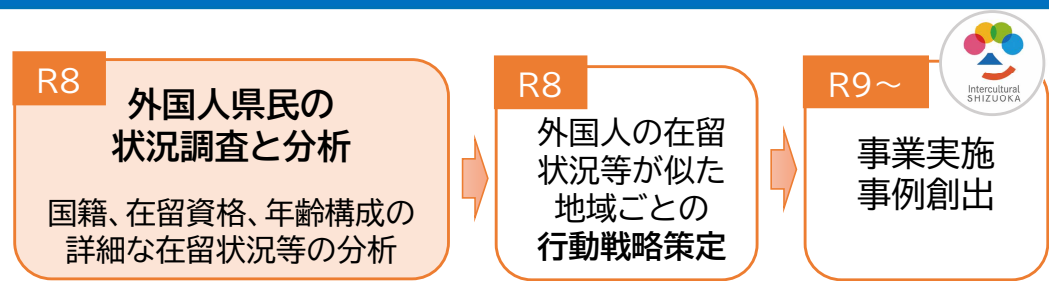 R8
外国人県民の
状況調査と分析
国籍、在留資格、年齢構成の
詳細な在留状況等の分析
R8
外国人の在留
状況等が似た
地域ごとの
行動戦略策定
R9～
事業実施
事例創出
Intercultural
SHIZUOKA